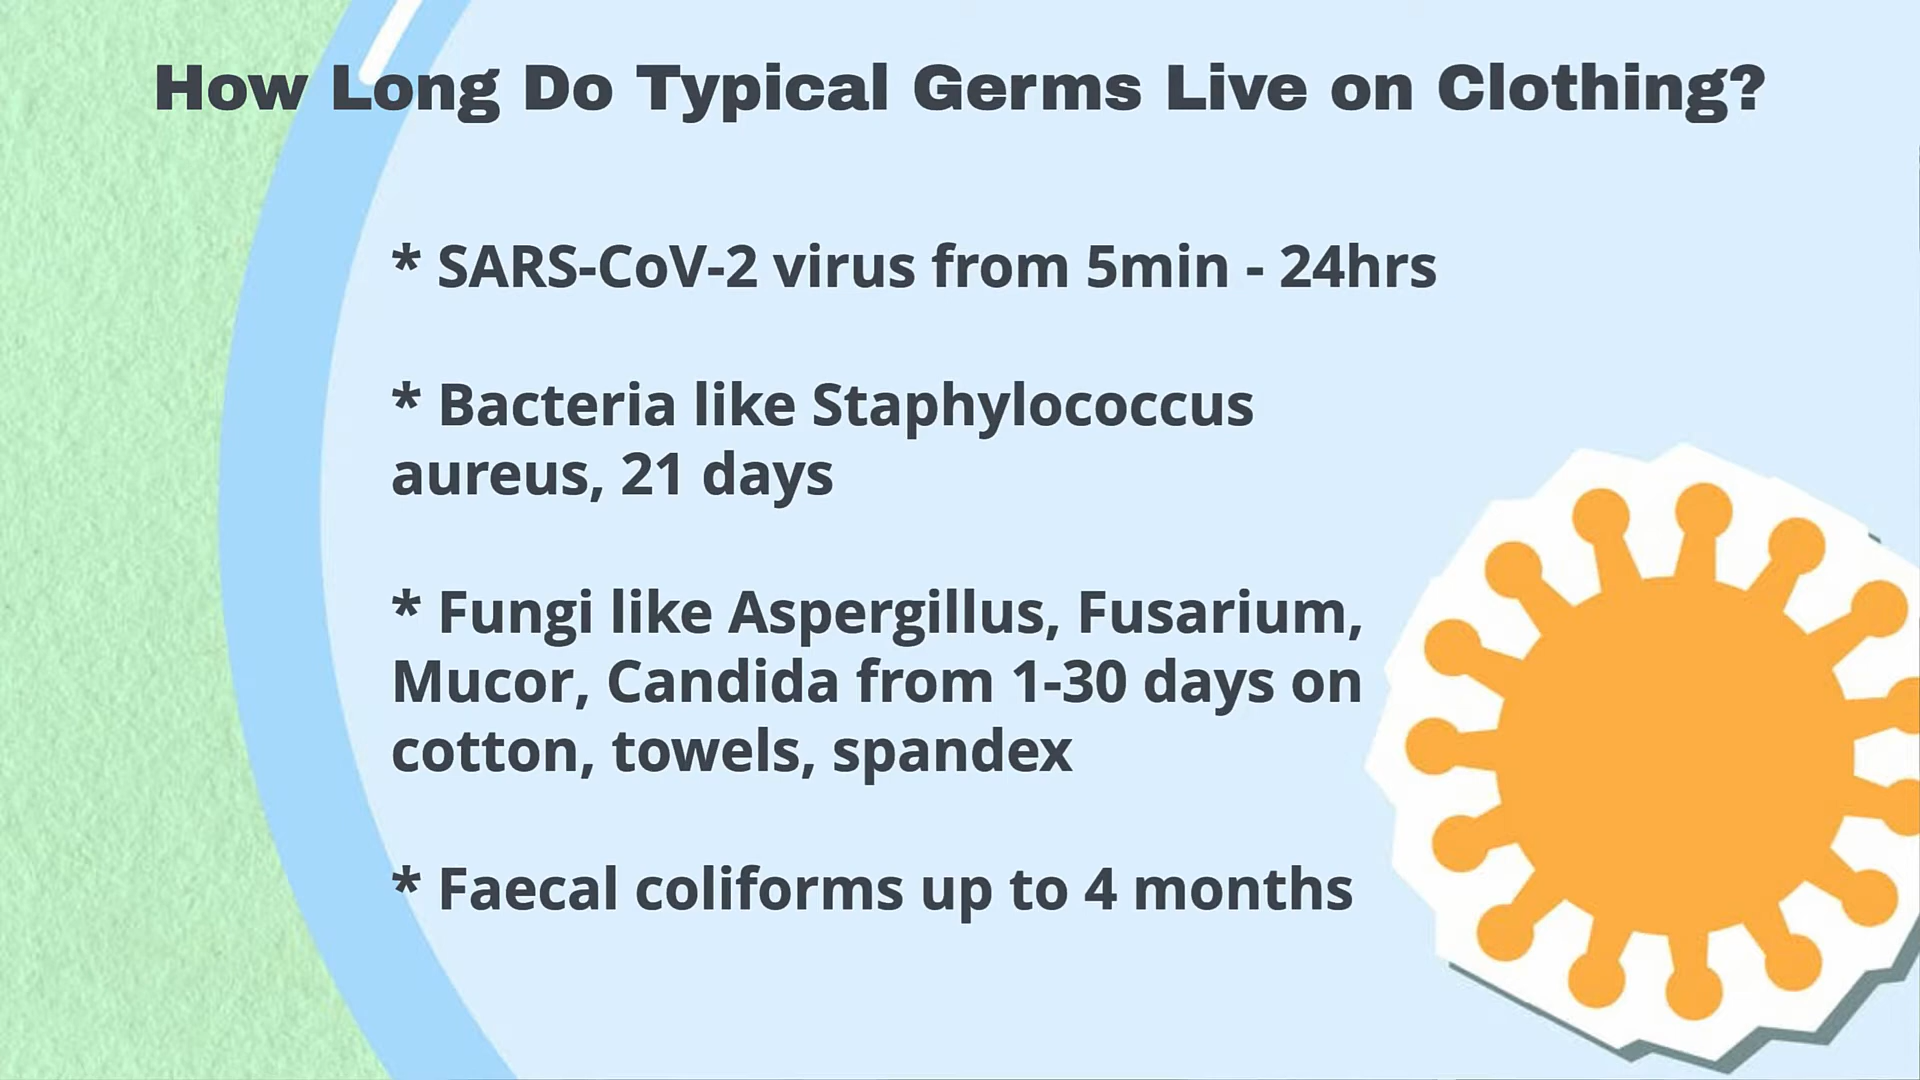 How Long Do Typical Germs Live on Clothing?
* SARS-CoV-2 virus from 5min - 24hrs
* Bacteria like Staphylococcus
aureus, 21 days
* Fungi like Aspergillus, Fusarium,
Mucor, Candida from 1-30 days on
cotton, towels, spandex
* Faecal coliforms up to 4 months